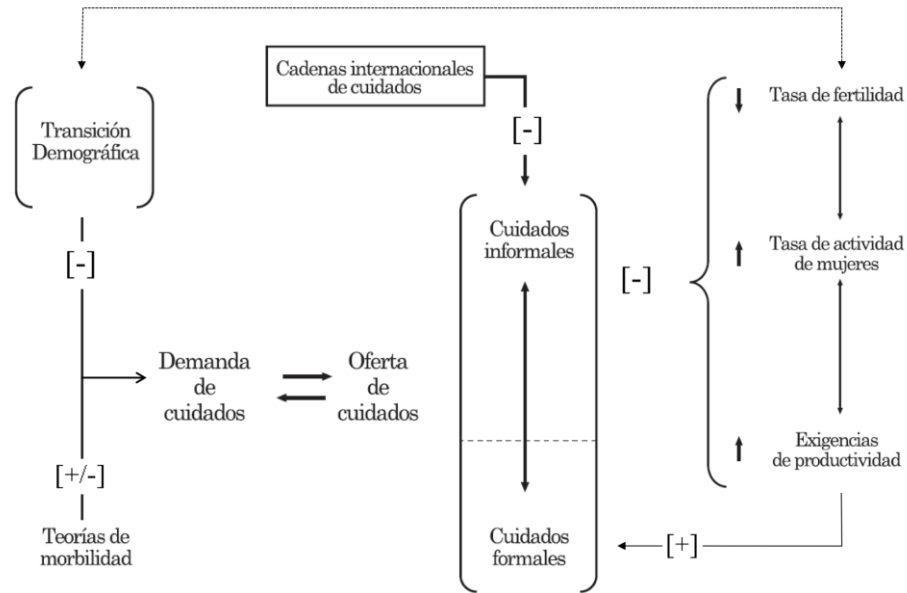 Cadenas internacionales
de cuidados
Transición
Demográfica
[-]
[-]
Tasa de fertilidad
Cuidados
informales
[-]
Tasa de actividad
de mujeres
Demanda
de
cuidados
Oferta
de
cuidados
[+/-]
Teorías de
morbilidad
Cuidados
formales
Exigencias
de productividad
[+]